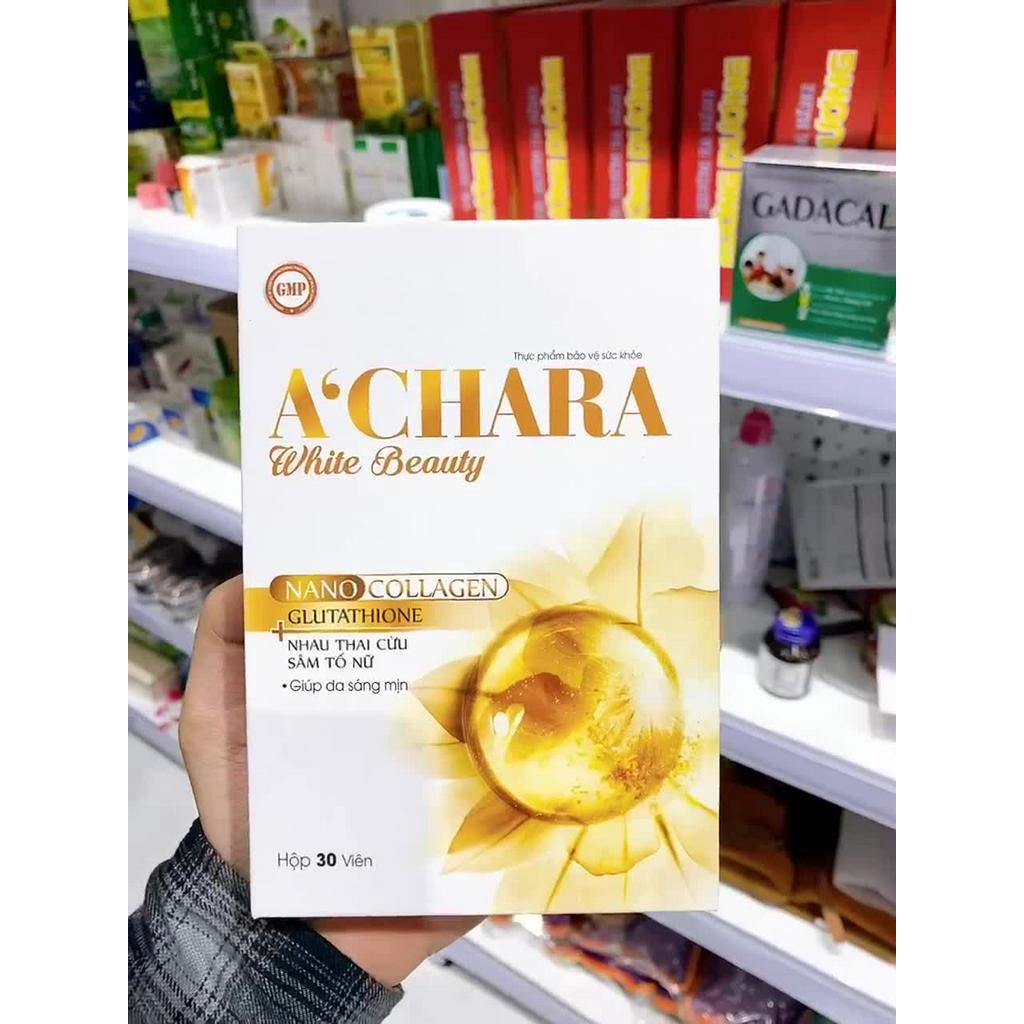 GMP
Thực phẩm bảo vệ sức khỏe
A‘CHARA
White Beauty
NANO COLLAGEN
GLUTATHIONE
+
NHAU THAI CỪU
SÂM TỐ NỮ
• Giúp da sáng mịn
Hộp 30 Viên
GADACAL